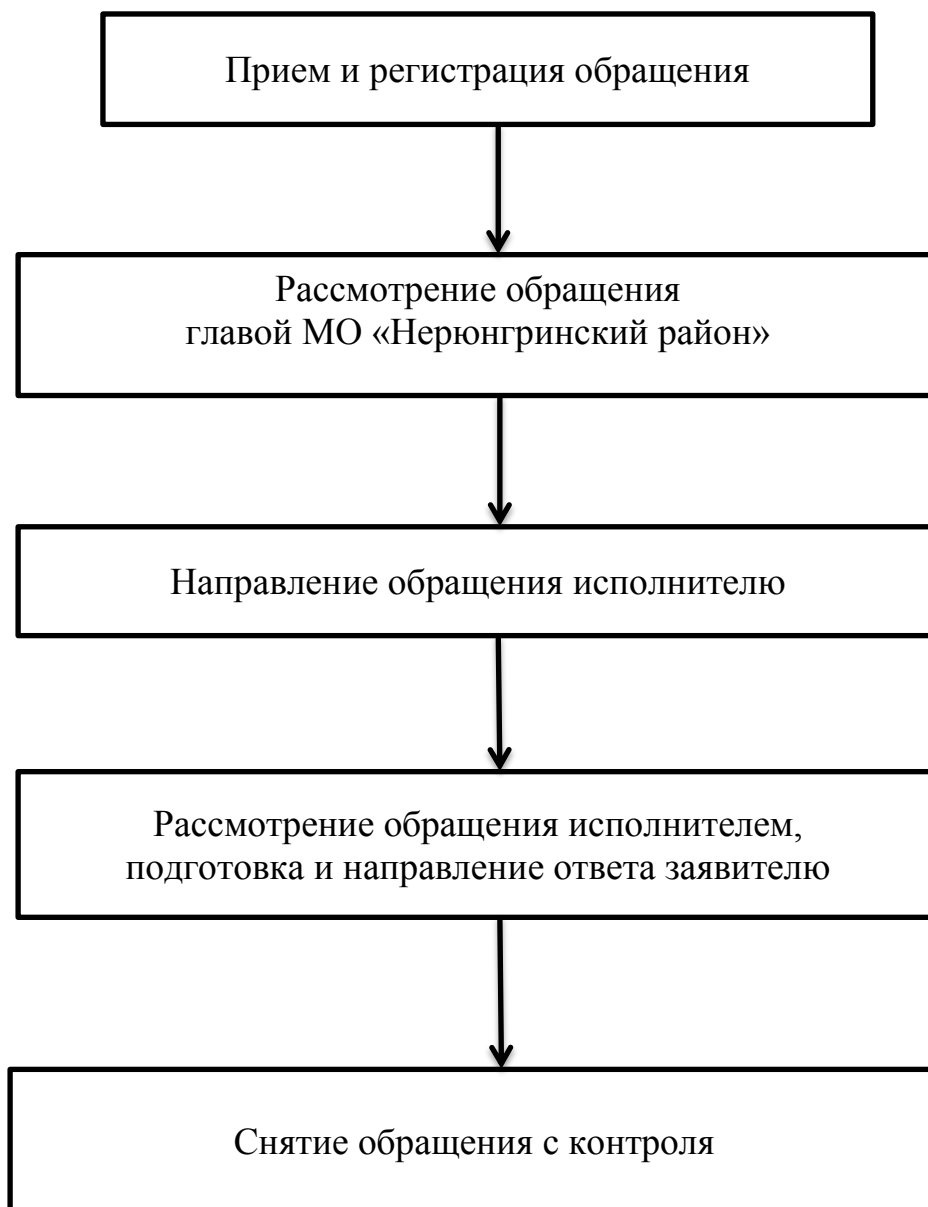 Прием и регистрация обращения
Рассмотрение обращения
главой МО «Нерюнгринский район»
Направление обращения исполнителю
Рассмотрение обращения исполнителем,
подготовка и направление ответа заявителю
Снятие обращения с контроля